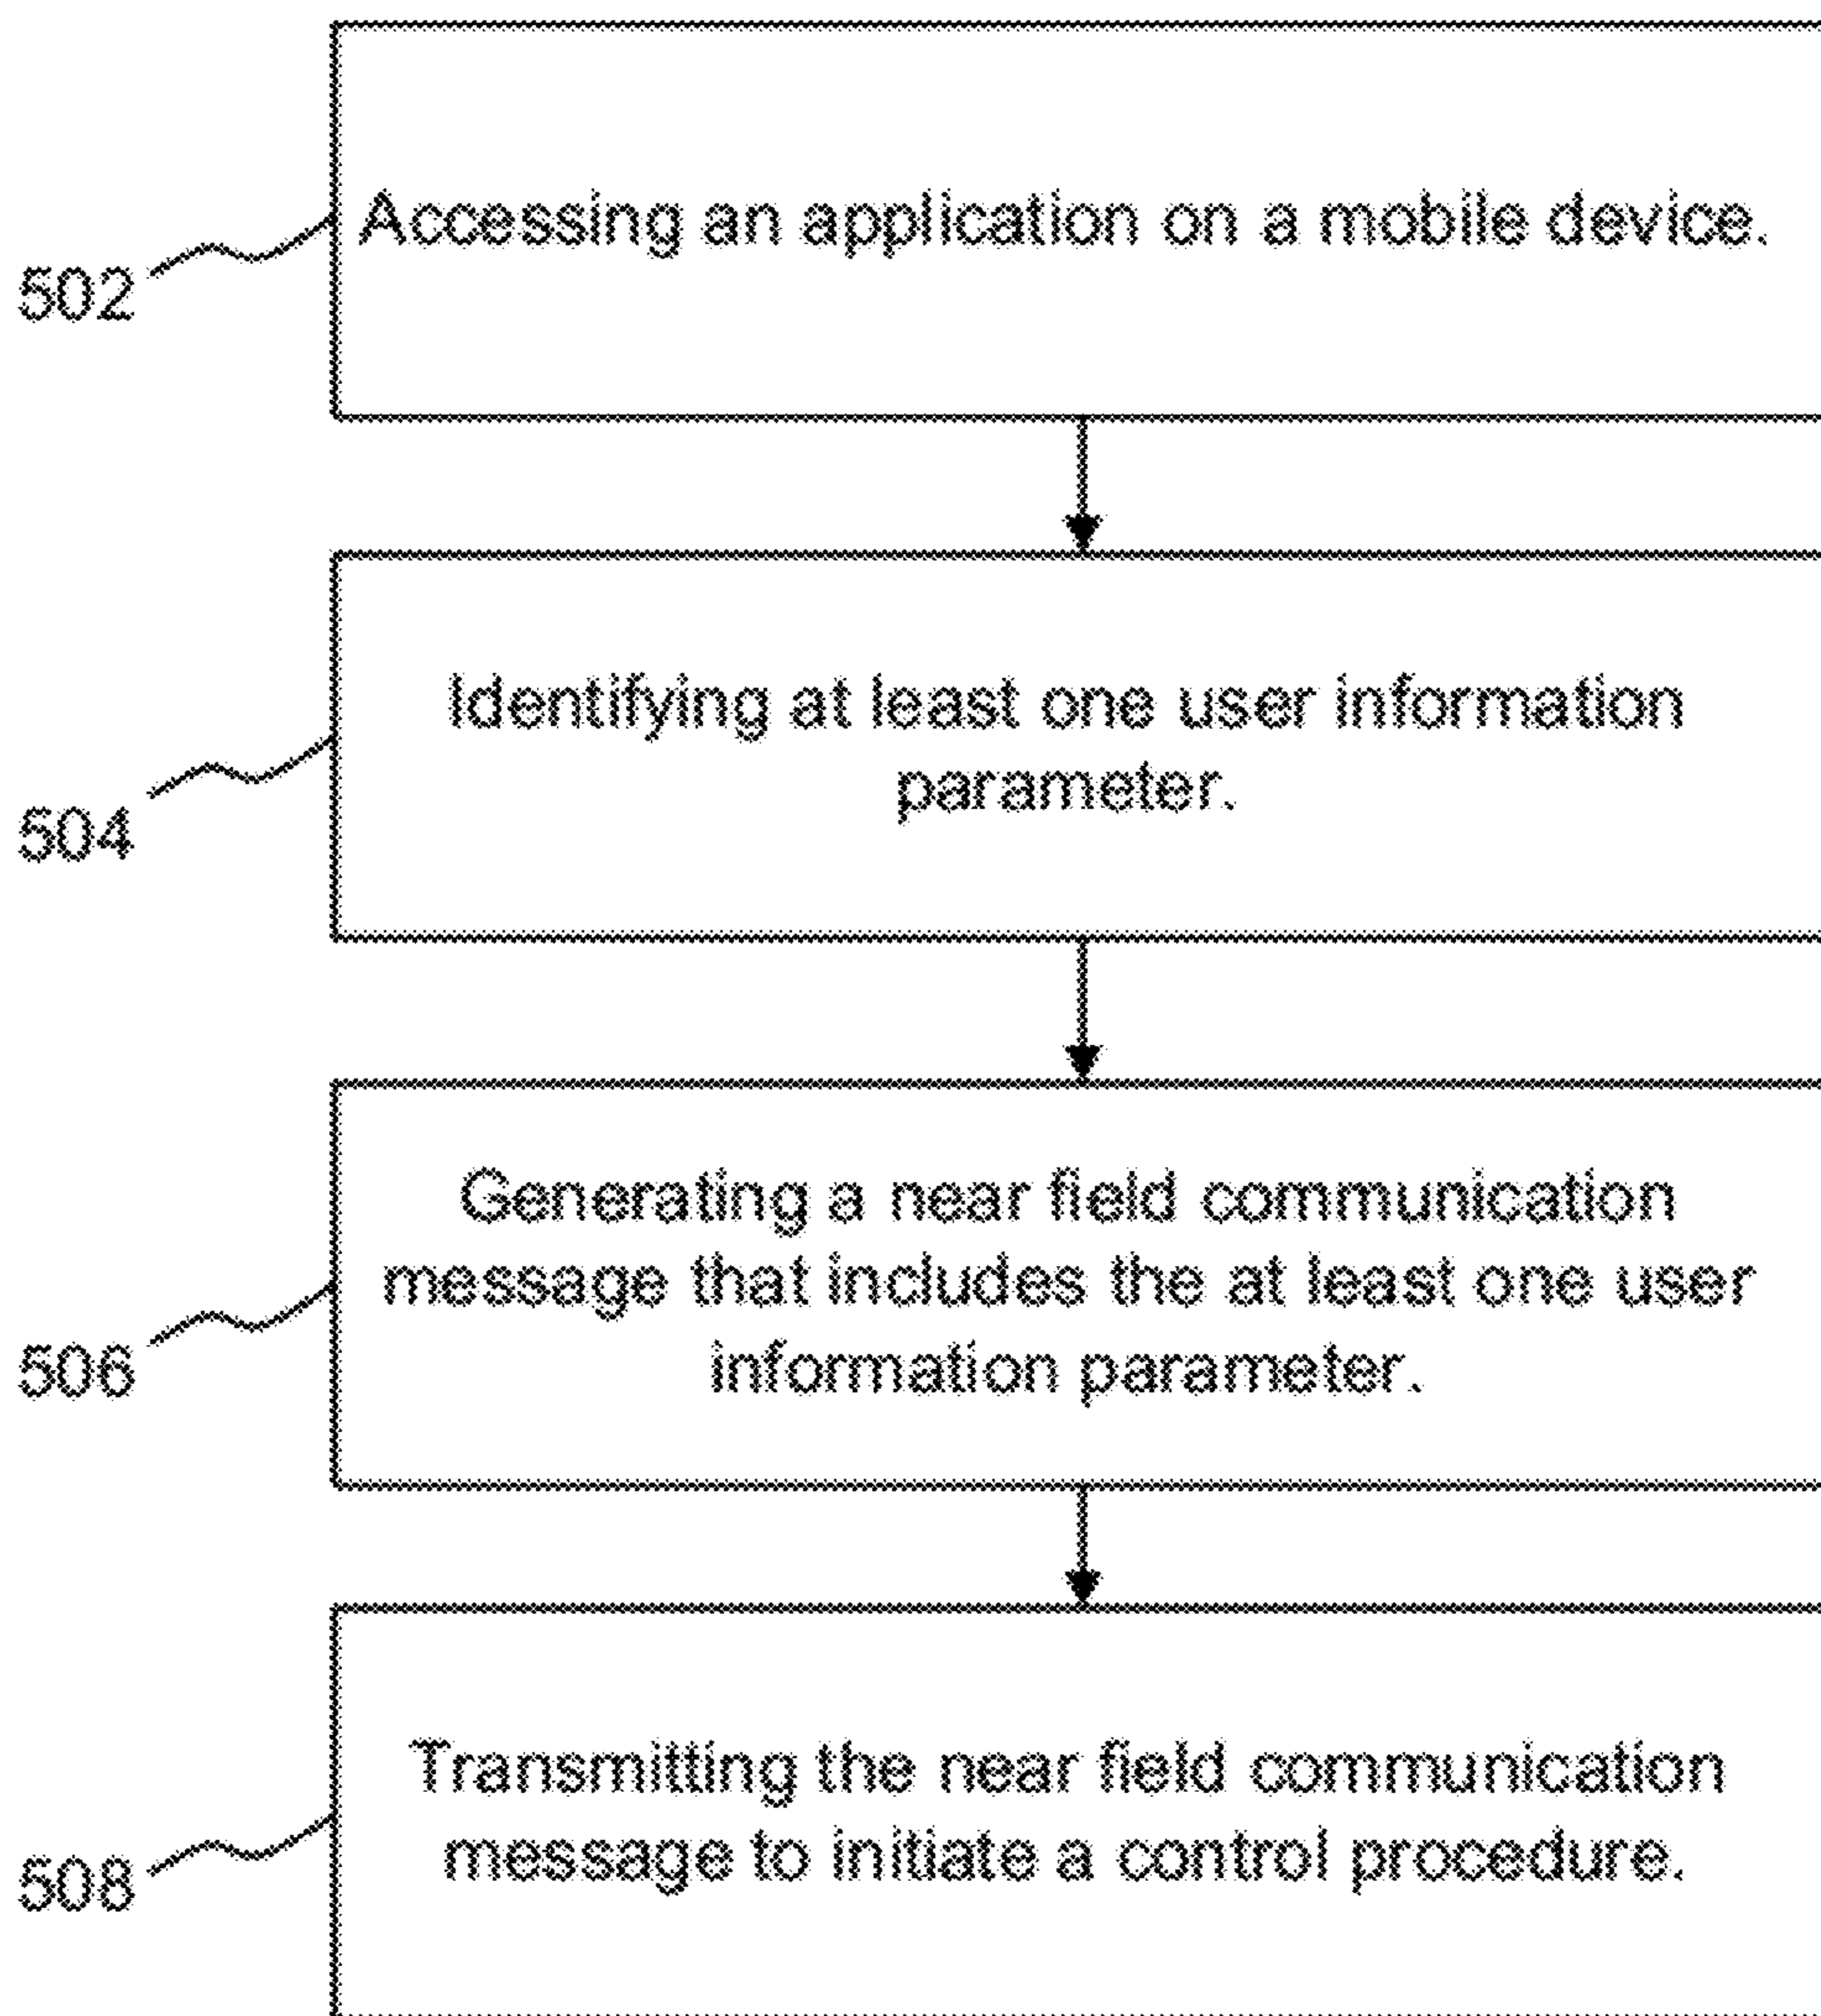 Accessing an application on a mobile device.
502
Identifying at least one user information
parameter.
504
Generating a near field communication
message that includes the at least one user
information parameter.
506
Transmitting the near field communication
message to initiate a control procedure.
508